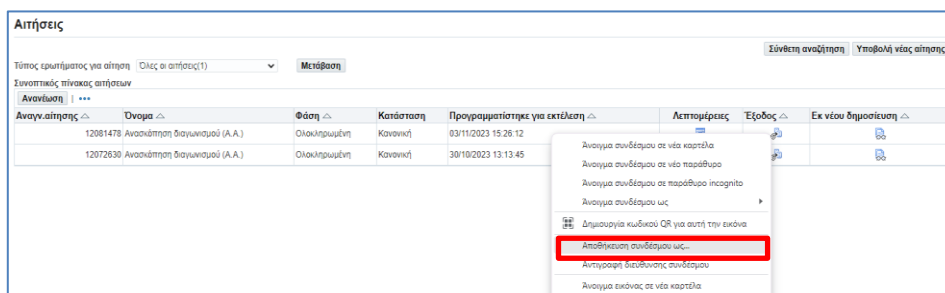 Αιτήσεις
Σύνθετη αναζήτηση Υποβολή νέας αίτησης
Τύπος ερωτήματος για αίτηση Όλες οι αιτήσεις(1) Μετάβαση
Συνοπτικός πίνακας αιτήσεων
Ανανέωση | •••
Αναγν.αίτησης Όνομα Φάση Κατάσταση Προγραμματίστηκε για εκτέλεση Λεπτομέρειες Έξοδος Εκ νέου δημοσίευση
12081478 Ανασκόπηση διαγωνισμού (Α.Α.) Ολοκληρωμένη Κανονική 03/11/2023 15:26:12
12072630 Ανασκόπηση διαγωνισμού (Α.Α.) Ολοκληρωμένη Κανονική 30/10/2023 13:13:45
Άνοιγμα συνδέσμου σε νέα καρτέλα
Άνοιγμα συνδέσμου σε νέο παράθυρο
Άνοιγμα συνδέσμου σε παράθυρο incognito
Άνοιγμα συνδέσμου ως
Δημιουργία κωδικού QR για αυτή την εικόνα
Αποθήκευση συνδέσμου ως...
Αντιγραφή διεύθυνσης συνδέσμου
Άνοιγμα εικόνας σε νέα καρτέλα